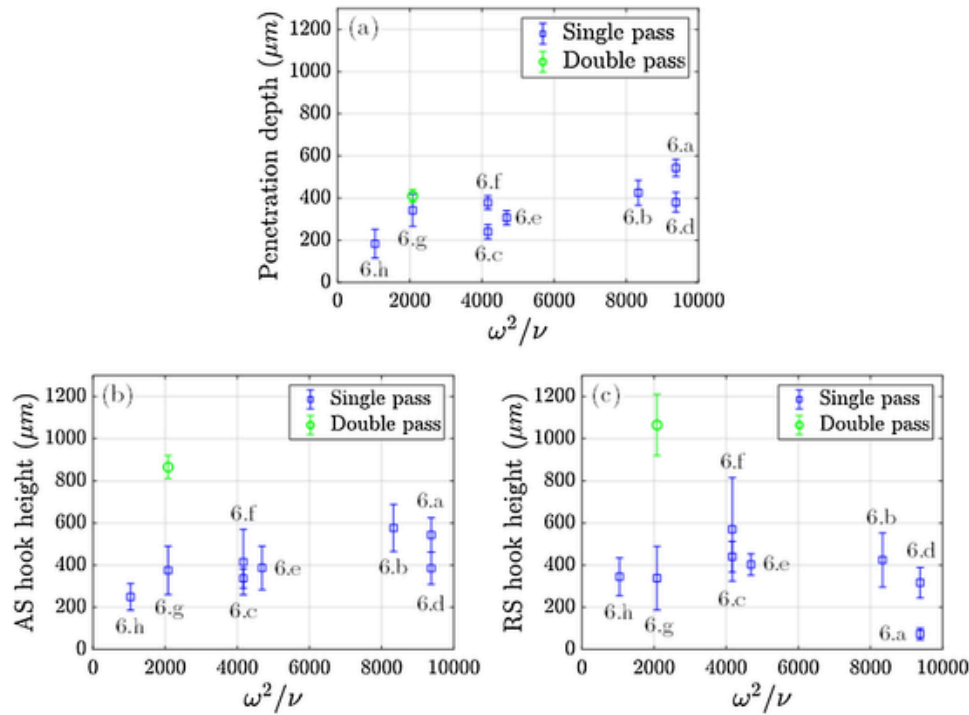 (a)
Single pass
Double pass
Penetration depth (μm)
1200
1000
800
600
400
200
0
6.a
6.f
6.e
6.b
6.d
6.g
6.c
6.h
0 2000 4000 6000 8000 10000
ω²/ν
(b)
Single pass
Double pass
AS hook height (μm)
1200
1000
800
600
400
200
0
6.f
6.a
6.e
6.b
6.g
6.c
6.d
6.h
0 2000 4000 6000 8000 10000
ω²/ν
(c)
Single pass
Double pass
RS hook height (μm)
1200
1000
800
600
400
200
0
6.f
6.b
6.d
6.e
6.h
6.c
6.g
6.a
0 2000 4000 6000 8000 10000
ω²/ν